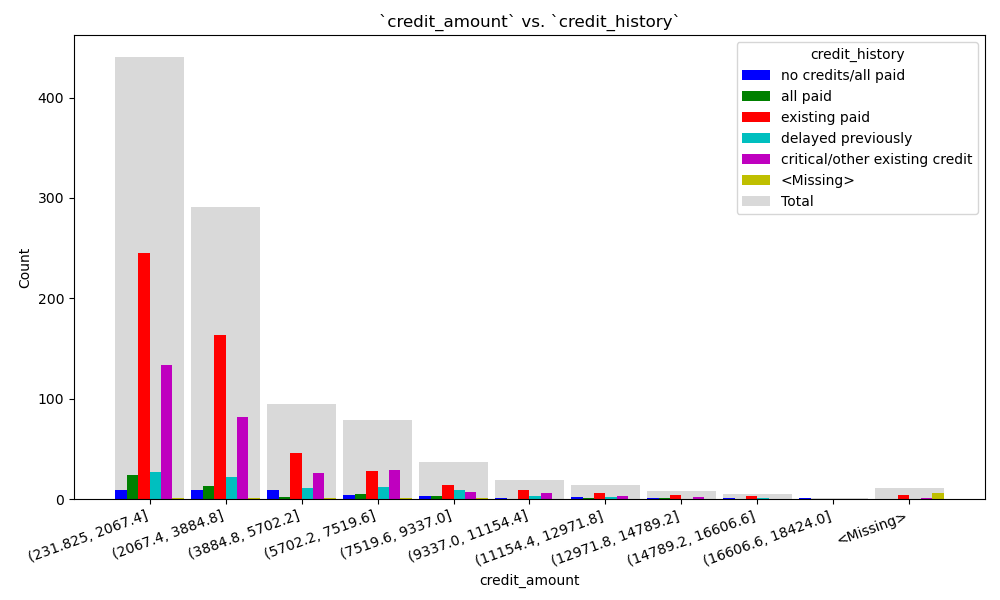 `credit_amount` vs. `credit_history`
credit_history
no credits/all paid
all paid
existing paid
delayed previously
critical/other existing credit
<Missing>
Total
Count
400
300
200
100
0
(231.825, 2067.4]
(2067.4, 3884.8]
(3884.8, 5702.2]
(5702.2, 7519.6]
(7519.6, 9337.0]
(9337.0, 11154.4]
(11154.4, 12971.8]
(12971.8, 14789.2]
(14789.2, 16606.6]
(16606.6, 18424.0]
<Missing>
credit_amount